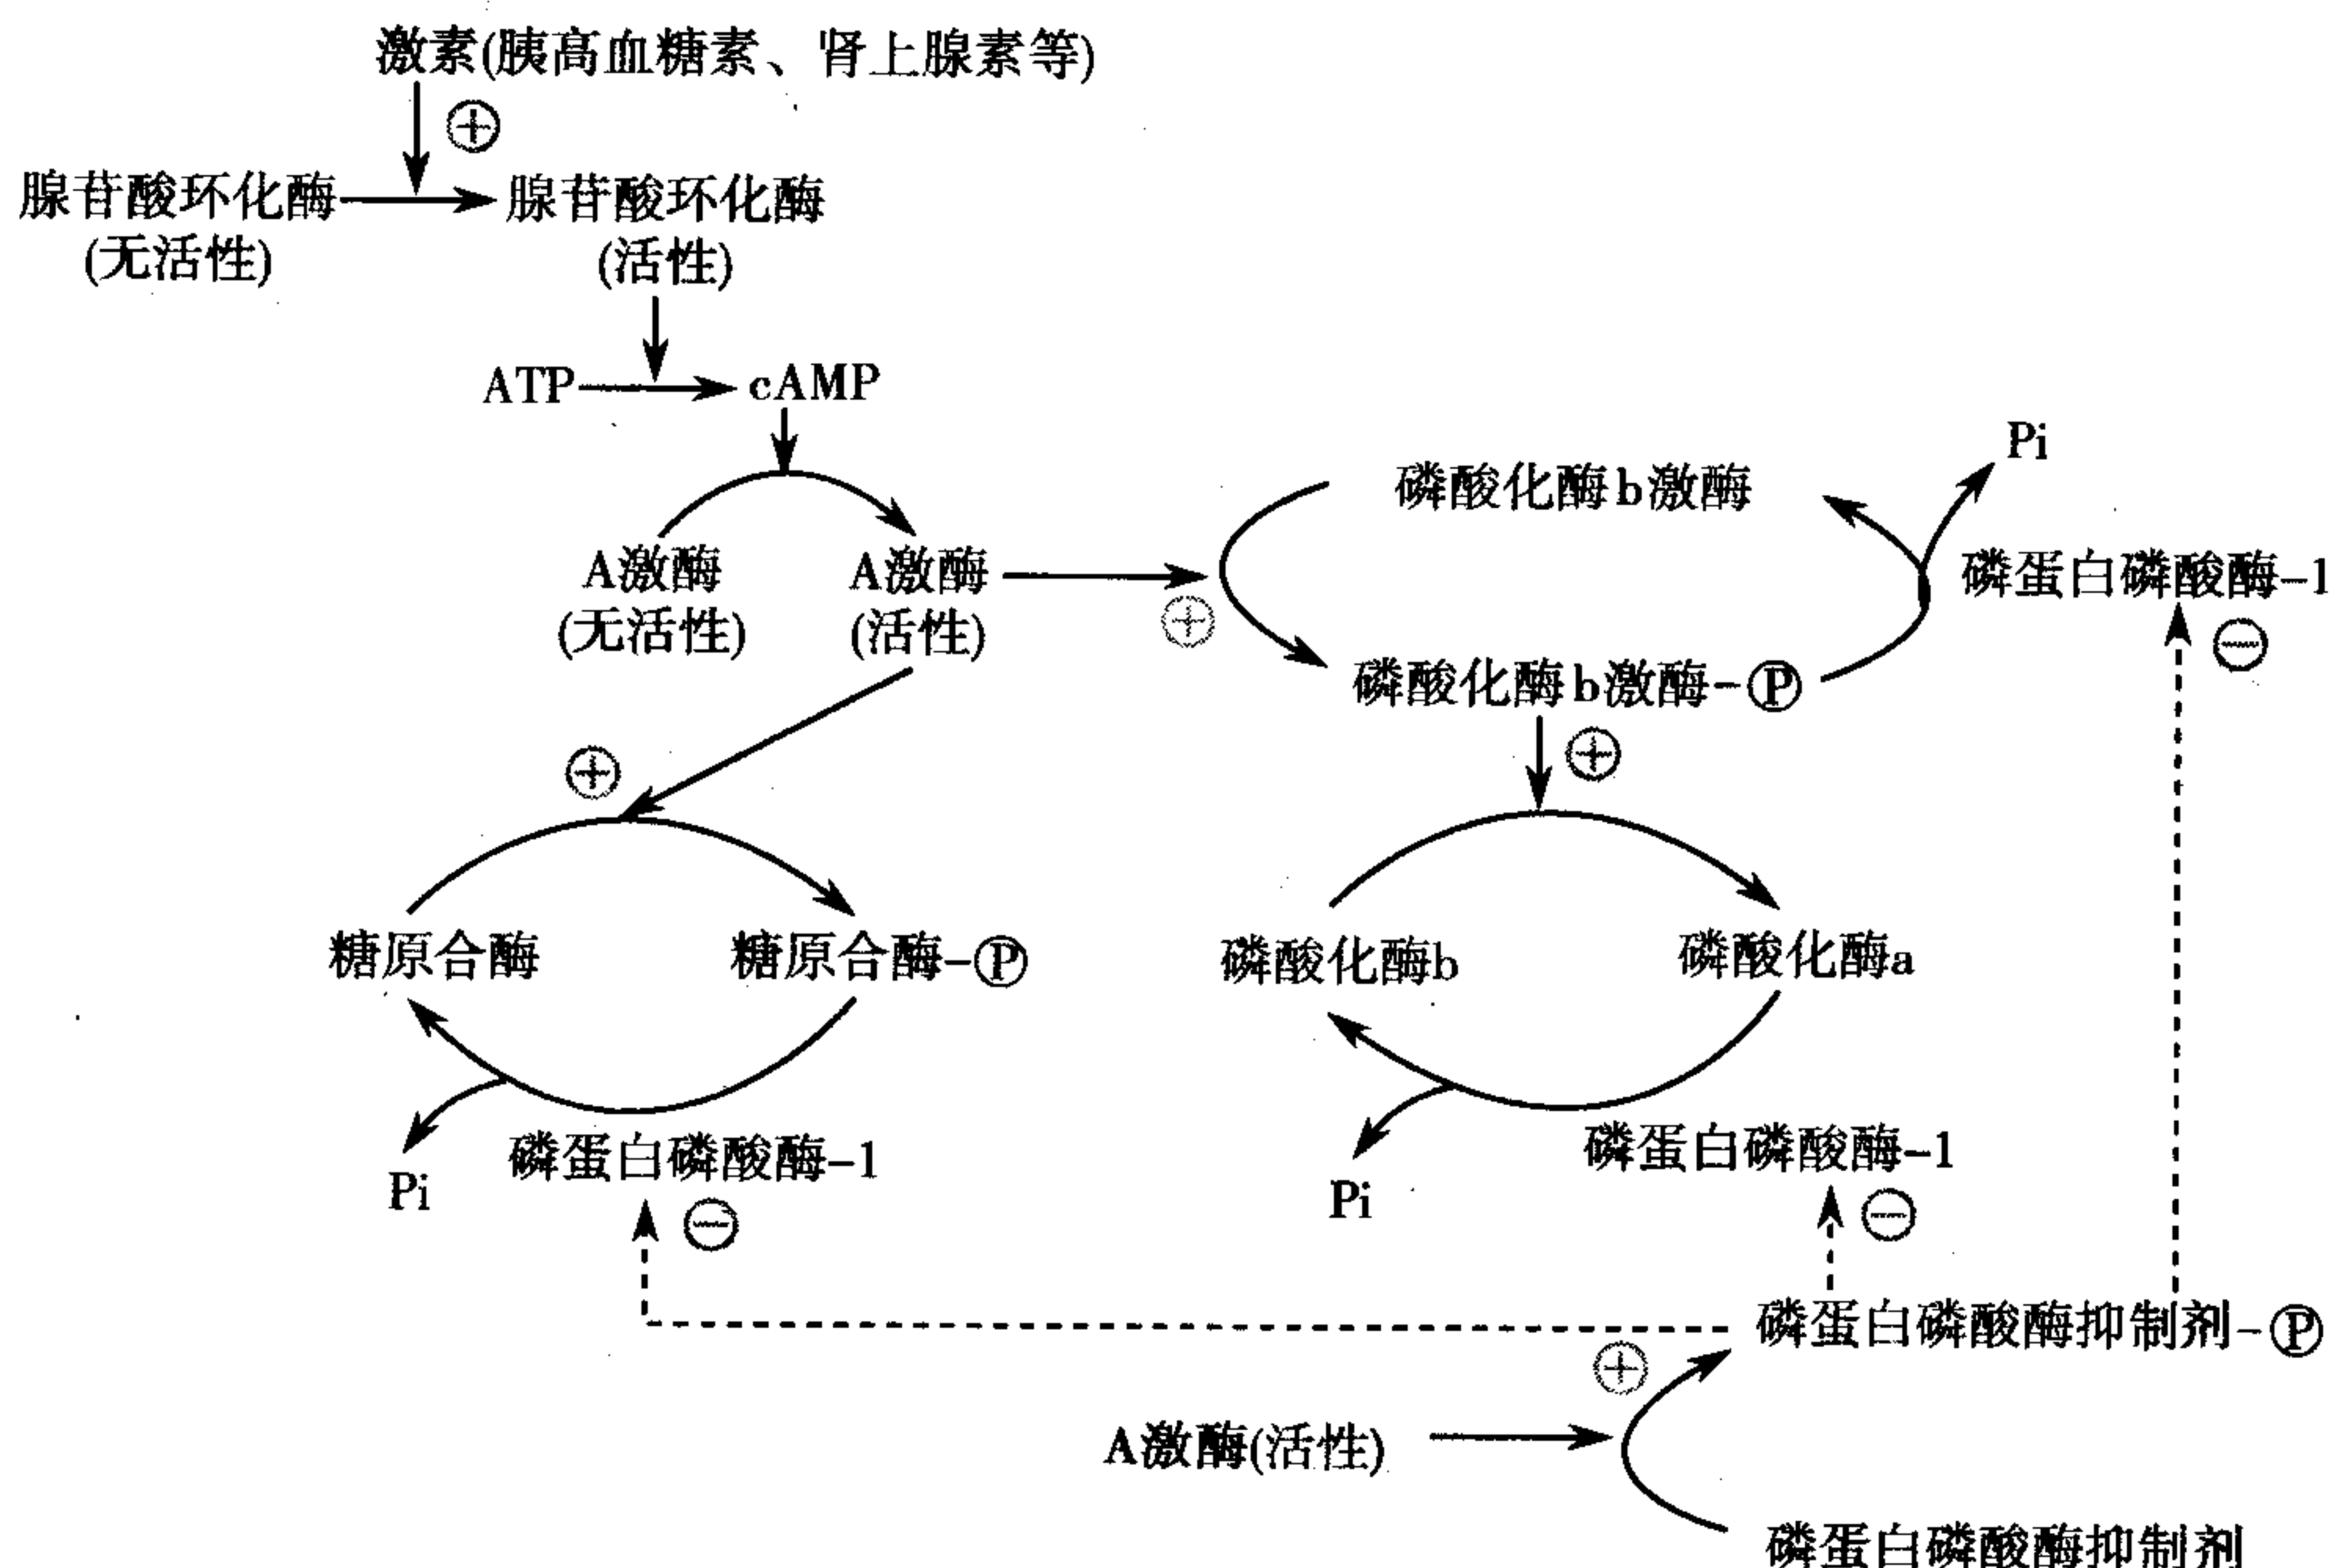 激素(胰高血糖素、肾上腺素等)
⊕
腺苷酸环化酶
(无活性)
腺苷酸环化酶
(活性)
ATP
cAMP
A激酶
(无活性)
A激酶
(活性)
⊕
磷酸化酶b激酶
Pi
磷蛋白磷酸酶-1
⊖
磷酸化酶b激酶-Ⓟ
⊕
⊕
糖原合酶
糖原合酶-Ⓟ
磷酸化酶b
磷酸化酶a
Pi
磷蛋白磷酸酶-1
⊖
Pi
磷蛋白磷酸酶-1
⊖
磷蛋白磷酸酶抑制剂-Ⓟ
⊕
A激酶(活性)
磷蛋白磷酸酶抑制剂